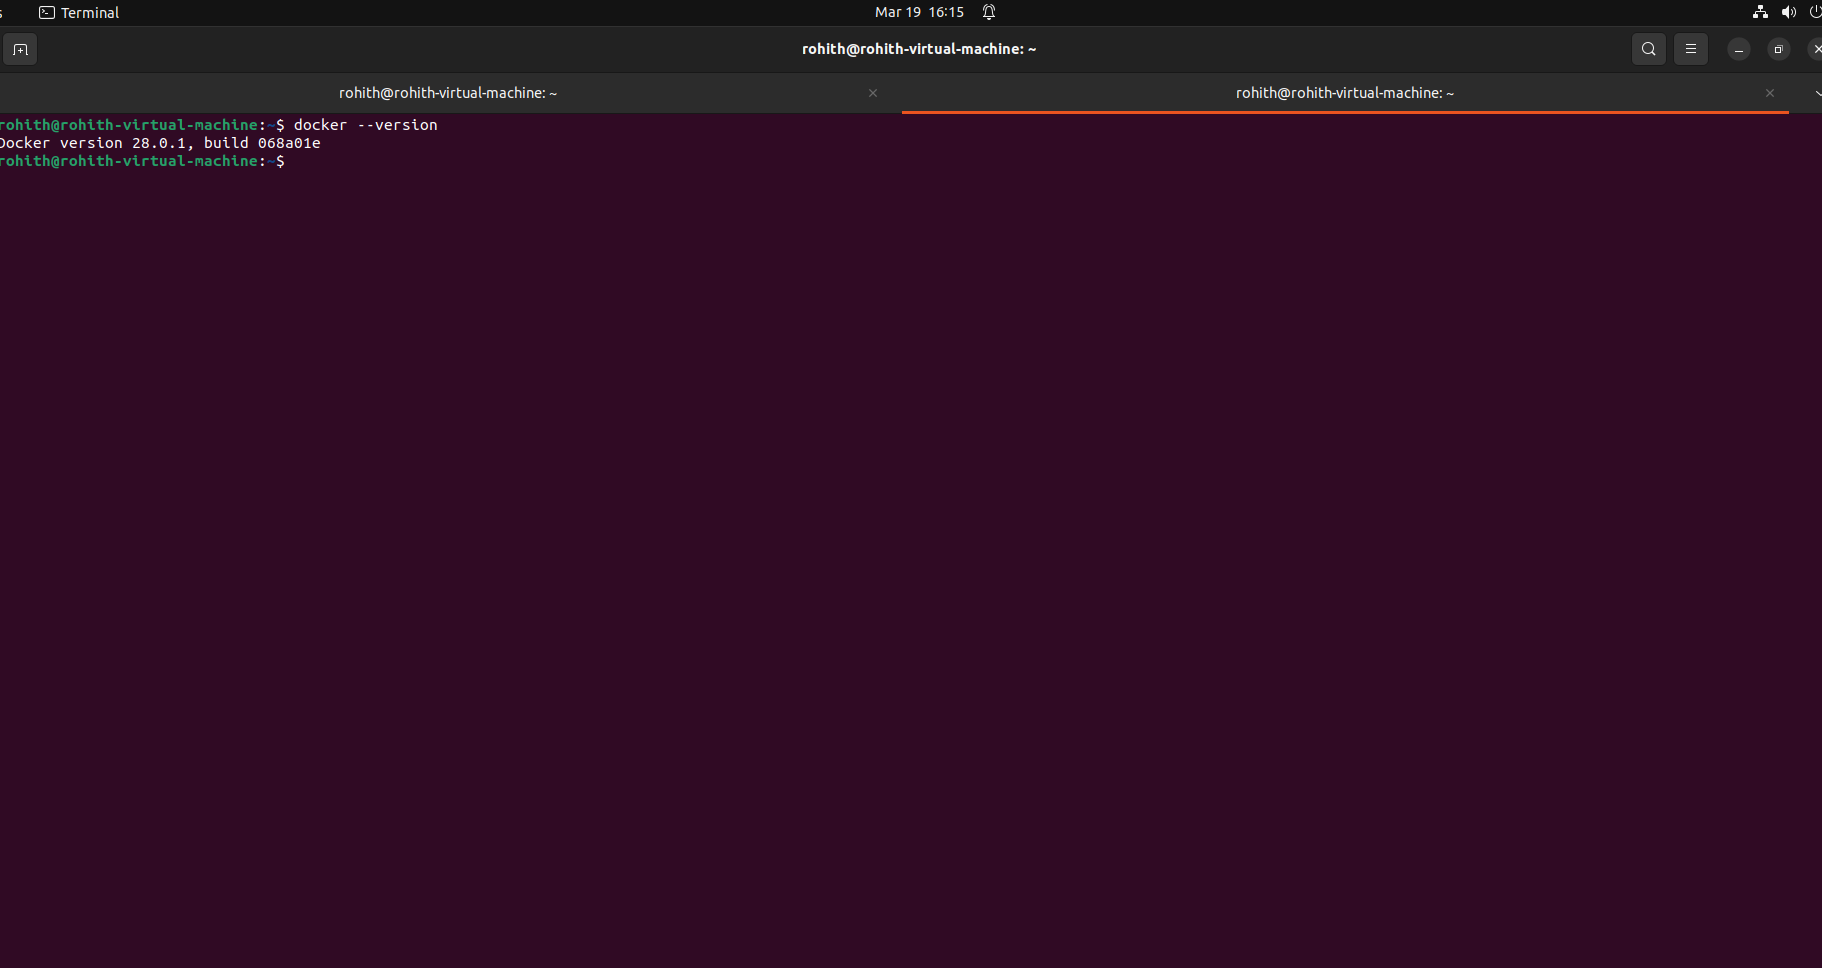 Terminal
Mar 19 16:15
rohith@rohith-virtual-machine: ~
rohith@rohith-virtual-machine: ~
rohith@rohith-virtual-machine: ~
rohith@rohith-virtual-machine:~$ docker --version
Docker version 28.0.1, build 068a01e
rohith@rohith-virtual-machine:~$